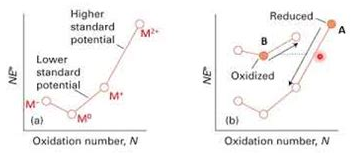 Higher
standard
potential
M²⁺
Lower
standard
potential
M⁺
M⁻
M⁰
(a)
NE°
Oxidation number, N
Reduced
A
B
Oxidized
(b)
NE°
Oxidation number, N